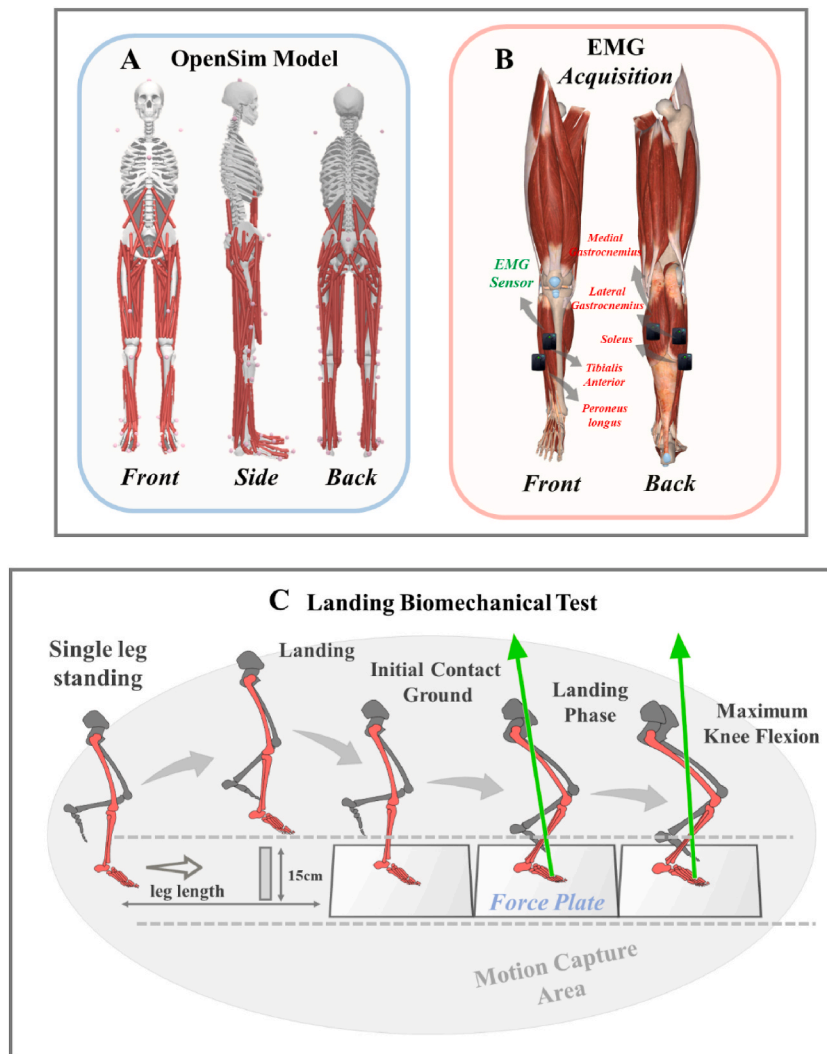 A OpenSim Model
Front
Side
Back
B EMG
Acquisition
EMG
Sensor
Medial
Gastrocnemius
Lateral
Gastrocnemius
Soleus
Tibialis
Anterior
Peroneus
longus
Front
Back
C Landing Biomechanical Test
Single leg
standing
Landing
Initial Contact
Ground
Landing
Phase
Maximum
Knee Flexion
leg length
15cm
Force Plate
Motion Capture
Area